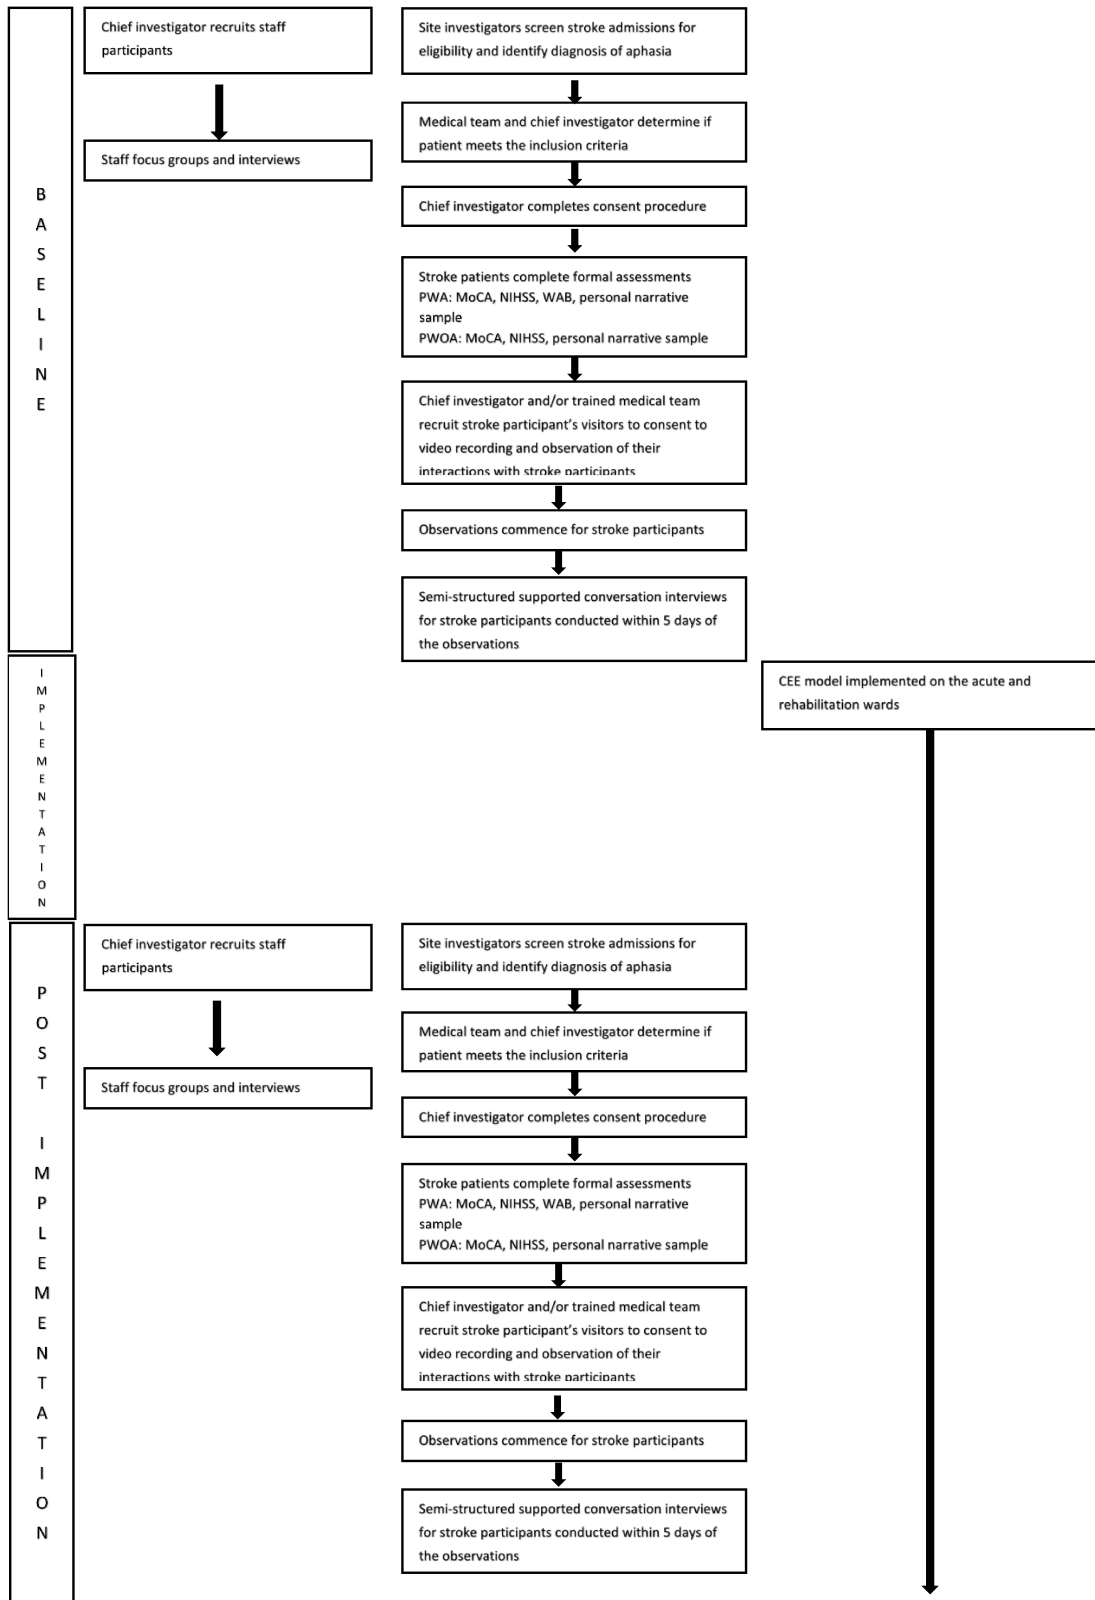 BASELINE
Chief investigator recruits staff
participants
Staff focus groups and interviews
Site investigators screen stroke admissions for
eligibility and identify diagnosis of aphasia
Medical team and chief investigator determine if
patient meets the inclusion criteria
Chief investigator completes consent procedure
Stroke patients complete formal assessments
PWA: MoCA, NIHSS, WAB, personal narrative
sample
PWOA: MoCA, NIHSS, personal narrative sample
Chief investigator and/or trained medical team
recruit stroke participant’s visitors to consent to
video recording and observation of their
interactions with stroke participants
Observations commence for stroke participants
Semi-structured supported conversation interviews
for stroke participants conducted within 5 days of
the observations
IMPLEMENTATION
CEE model implemented on the acute and
rehabilitation wards
POST IMPLEMENTATION
Chief investigator recruits staff
participants
Staff focus groups and interviews
Site investigators screen stroke admissions for
eligibility and identify diagnosis of aphasia
Medical team and chief investigator determine if
patient meets the inclusion criteria
Chief investigator completes consent procedure
Stroke patients complete formal assessments
PWA: MoCA, NIHSS, WAB, personal narrative
sample
PWOA: MoCA, NIHSS, personal narrative sample
Chief investigator and/or trained medical team
recruit stroke participant’s visitors to consent to
video recording and observation of their
interactions with stroke participants
Observations commence for stroke participants
Semi-structured supported conversation interviews
for stroke participants conducted within 5 days of
the observations